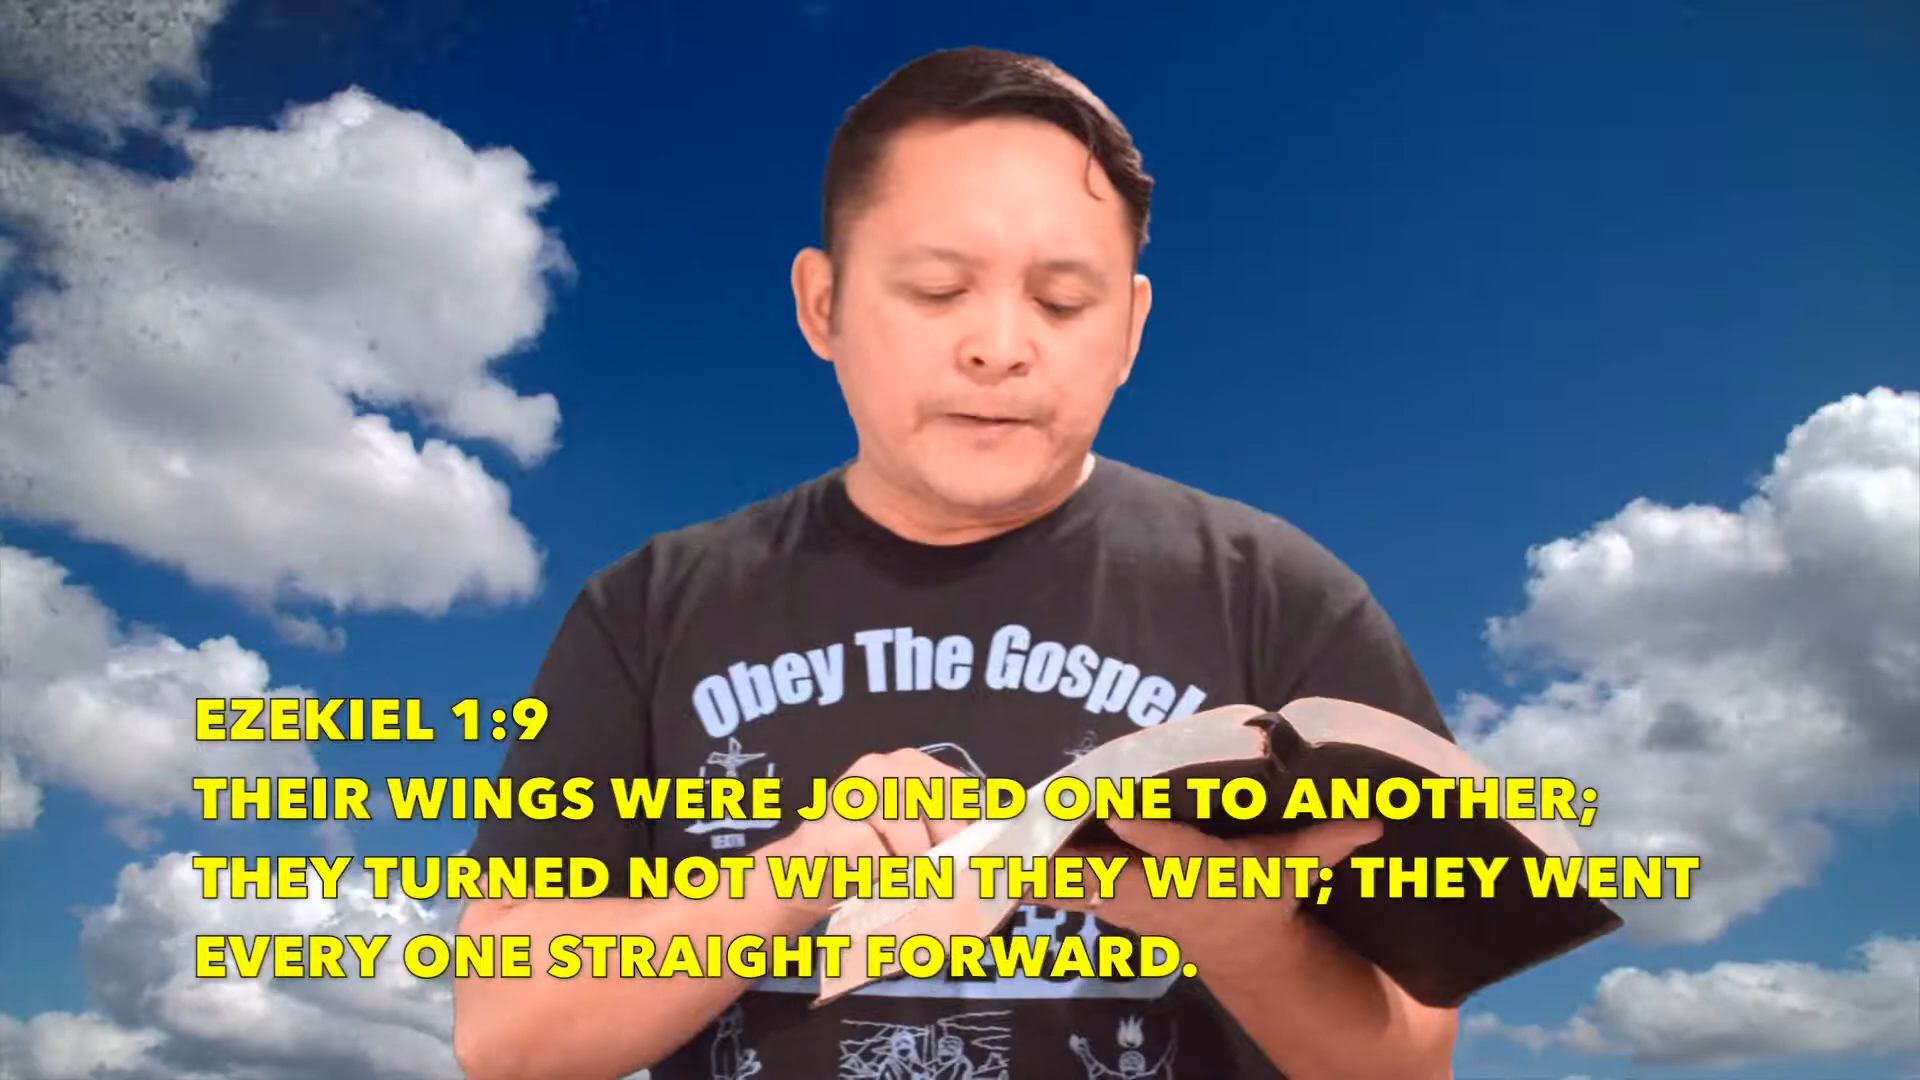 Obey The Gospel
EZEKIEL 1:9
THEIR WINGS WERE JOINED ONE TO ANOTHER;
THEY TURNED NOT WHEN THEY WENT; THEY WENT
EVERY ONE STRAIGHT FORWARD.
DEATH